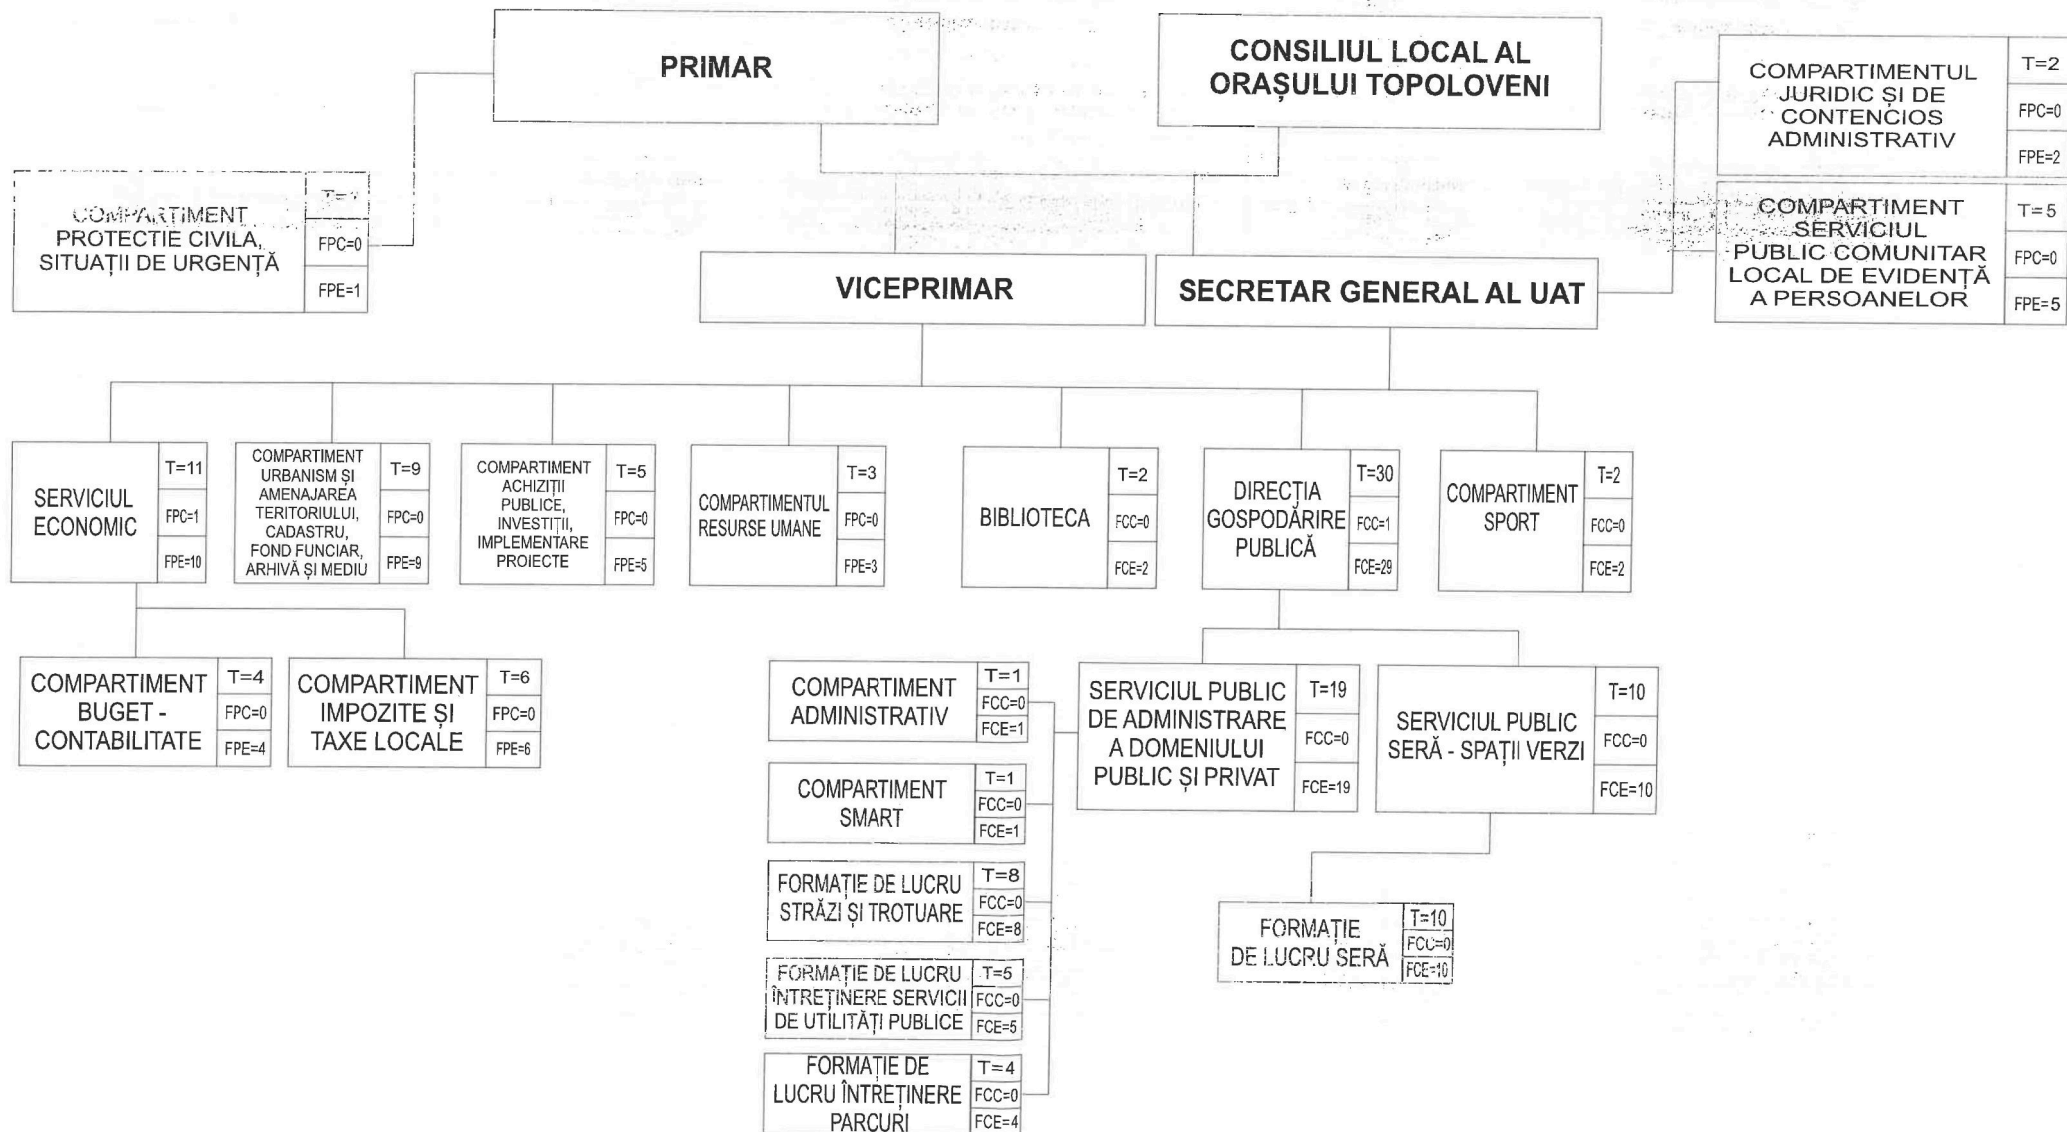 PRIMAR
CONSILIUL LOCAL AL
ORAȘULUI TOPOLOVENI
COMPARTIMENTUL
JURIDIC ȘI DE
CONTENCIOS
ADMINISTRATIV
T=2
FPC=0
FPE=2
COMPARTIMENT
PROTECTIE CIVILA,
SITUAȚII DE URGENȚĂ
FPC=0
FPE=1
COMPARTIMENT
SERVICIUL
PUBLIC COMUNITAR
LOCAL DE EVIDENȚĂ
A PERSOANELOR
T=5
FPC=0
FPE=5
VICEPRIMAR
SECRETAR GENERAL AL UAT
SERVICIUL
ECONOMIC
T=11
FPC=1
FPE=10
COMPARTIMENT
URBANISM ȘI
AMENAJAREA
TERITORIULUI,
CADASTRU,
FOND FUNCIAR,
ARHIVĂ ȘI MEDIU
T=9
FPC=0
FPE=9
COMPARTIMENT
ACHIZIȚII
PUBLICE,
INVESTIȚII,
IMPLEMENTARE
PROIECTE
T=5
FPC=0
FPE=5
COMPARTIMENTUL
RESURSE UMANE
T=3
FPC=0
FPE=3
BIBLIOTECA
T=2
FCC=0
FCE=2
DIRECȚIA
GOSPODĂRIRE
PUBLICĂ
T=30
FCC=1
FCE=29
COMPARTIMENT
SPORT
T=2
FCC=0
FCE=2
COMPARTIMENT
BUGET -
CONTABILITATE
T=4
FPC=0
FPE=4
COMPARTIMENT
IMPOZITE ȘI
TAXE LOCALE
T=6
FPC=0
FPE=6
COMPARTIMENT
ADMINISTRATIV
T=1
FCC=0
FCE=1
SERVICIUL PUBLIC
DE ADMINISTRARE
A DOMENIULUI
PUBLIC ȘI PRIVAT
T=19
FCC=0
FCE=19
SERVICIUL PUBLIC
SERĂ - SPAȚII VERZI
T=10
FCC=0
FCE=10
COMPARTIMENT
SMART
T=1
FCC=0
FCE=1
FORMAȚIE DE LUCRU
STRĂZI ȘI TROTUARE
T=8
FCC=0
FCE=8
FORMAȚIE
DE LUCRU SERĂ
T=10
FCC=0
FCE=10
FORMAȚIE DE LUCRU
ÎNTREȚINERE SERVICII
DE UTILITĂȚI PUBLICE
T=5
FCC=0
FCE=5
FORMAȚIE DE
LUCRU ÎNTREȚINERE
PARCURI
T=4
FCC=0
FCE=4